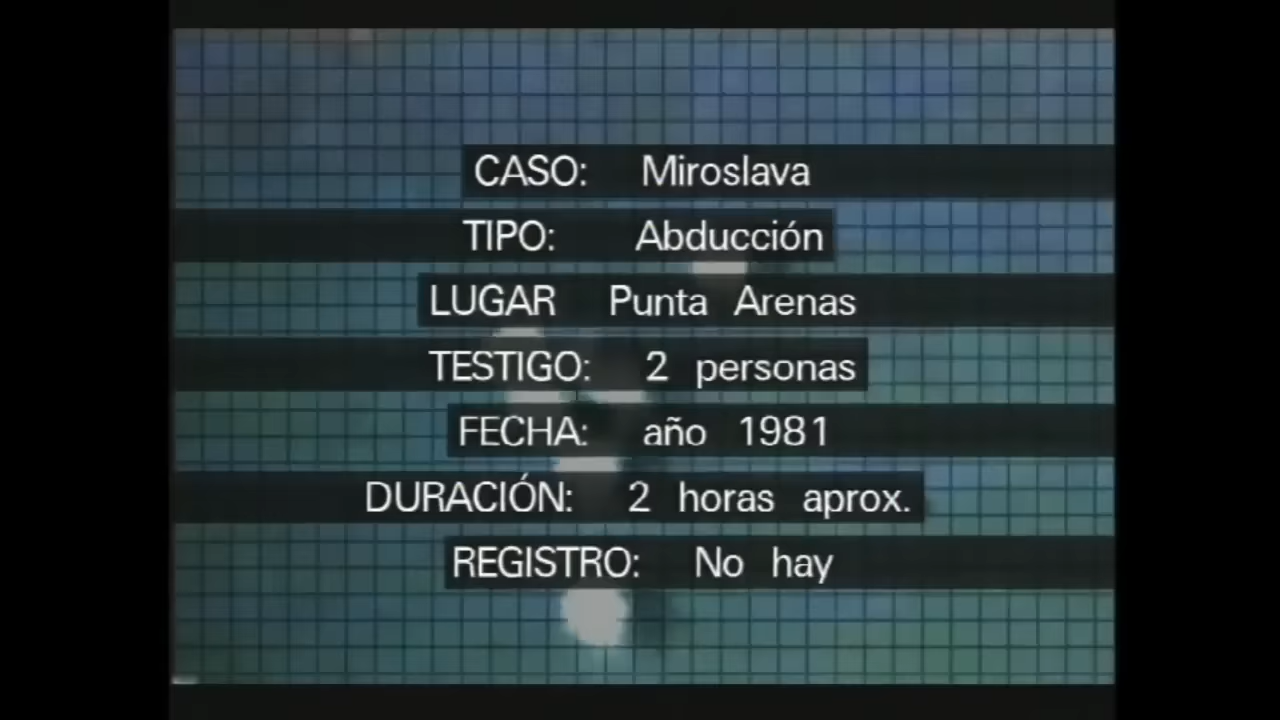 CASO: Miroslava
TIPO: Abducción
LUGAR Punta Arenas
TESTIGO: 2 personas
FECHA: año 1981
DURACIÓN: 2 horas aprox.
REGISTRO: No hay